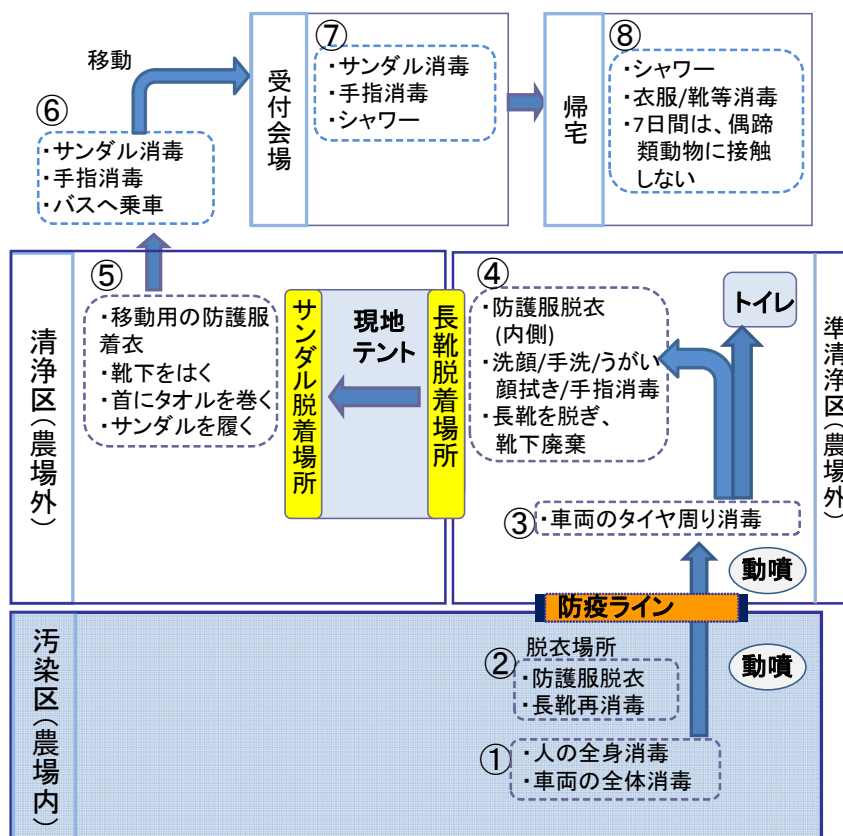 移動
⑥
・サンダル消毒
・手指消毒
・バスへ乗車
受付会場
⑦
・サンダル消毒
・手指消毒
・シャワー
帰宅
⑧
・シャワー
・衣服/靴等消毒
・7日間は、偶蹄
類動物に接触
しない
清浄区(農場外)
⑤
・移動用の防護服
着衣
・靴下をはく
・首にタオルを巻く
・サンダルを履く
サンダル脱着場所
現地
テント
長靴脱着場所
④
・防護服脱衣
(内側)
・洗顔/手洗/うがい
顔拭き/手指消毒
・長靴を脱ぎ、
靴下廃棄
トイレ
準清浄区(農場外)
③
・車両のタイヤ周り消毒
動噴
防疫ライン
汚染区(農場内)
脱衣場所
②
・防護服脱衣
・長靴再消毒
動噴
①
・人の全身消毒
・車両の全体消毒